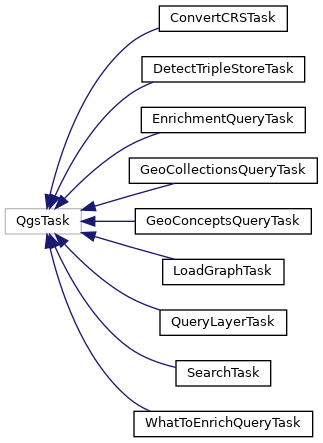 ConvertCRSTask
DetectTripleStoreTask
EnrichmentQueryTask
GeoCollectionsQueryTask
QgsTask
GeoConceptsQueryTask
LoadGraphTask
QueryLayerTask
SearchTask
WhatToEnrichQueryTask